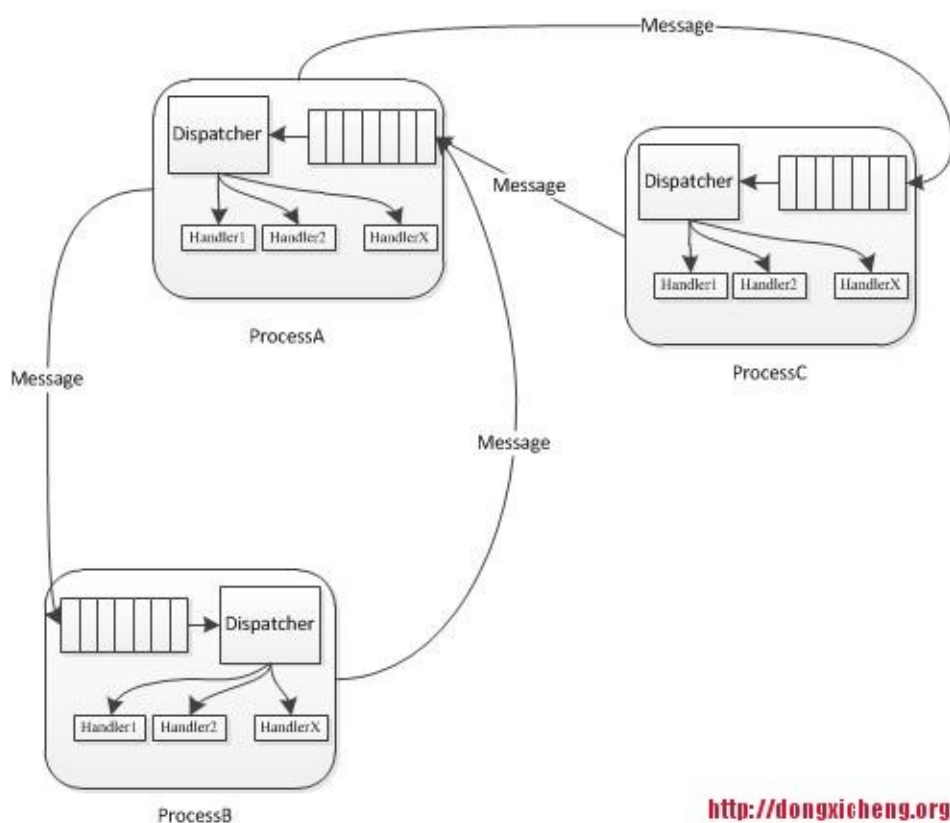 Message
Dispatcher
Handler1
Handler2
HandlerX
ProcessA
Message
Dispatcher
Handler1
Handler2
HandlerX
ProcessC
Message
Message
Dispatcher
Handler1
Handler2
HandlerX
ProcessB
http://dongxicheng.org